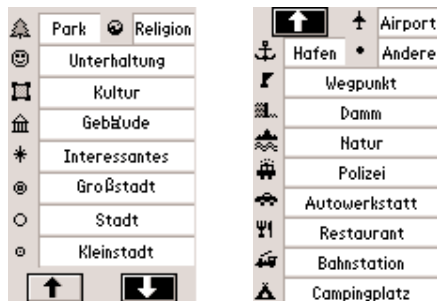 Park Religion
Unterhaltung
Kultur
Gebäude
Interessantes
Großstadt
Stadt
Kleinstadt
Airport
Hafen Andere
Wegpunkt
Damm
Natur
Polizei
Autowerkstatt
Restaurant
Bahnstation
Campingplatz